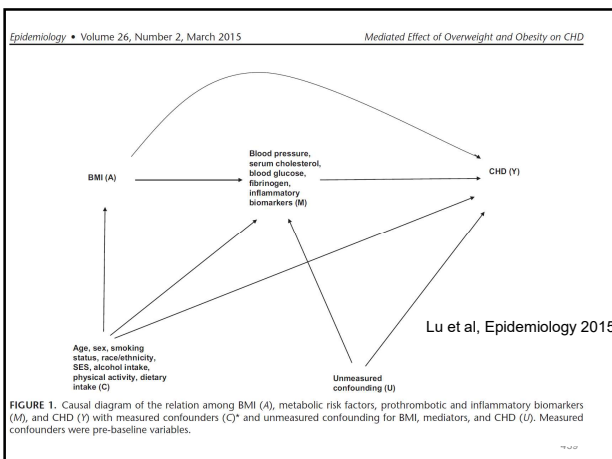 Epidemiology • Volume 26, Number 2, March 2015
Mediated Effect of Overweight and Obesity on CHD
BMI (A)
Blood pressure,
serum cholesterol,
blood glucose,
fibrinogen,
inflammatory
biomarkers (M)
CHD (Y)
Age, sex, smoking
status, race/ethnicity,
SES, alcohol intake,
physical activity, dietary
intake (C)
Unmeasured
confounding (U)
Lu et al, Epidemiology 2015
FIGURE 1. Causal diagram of the relation among BMI (A), metabolic risk factors, prothrombotic and inflammatory biomarkers
(M), and CHD (Y) with measured confounders (C)* and unmeasured confounding for BMI, mediators, and CHD (U). Measured
confounders were pre-baseline variables.